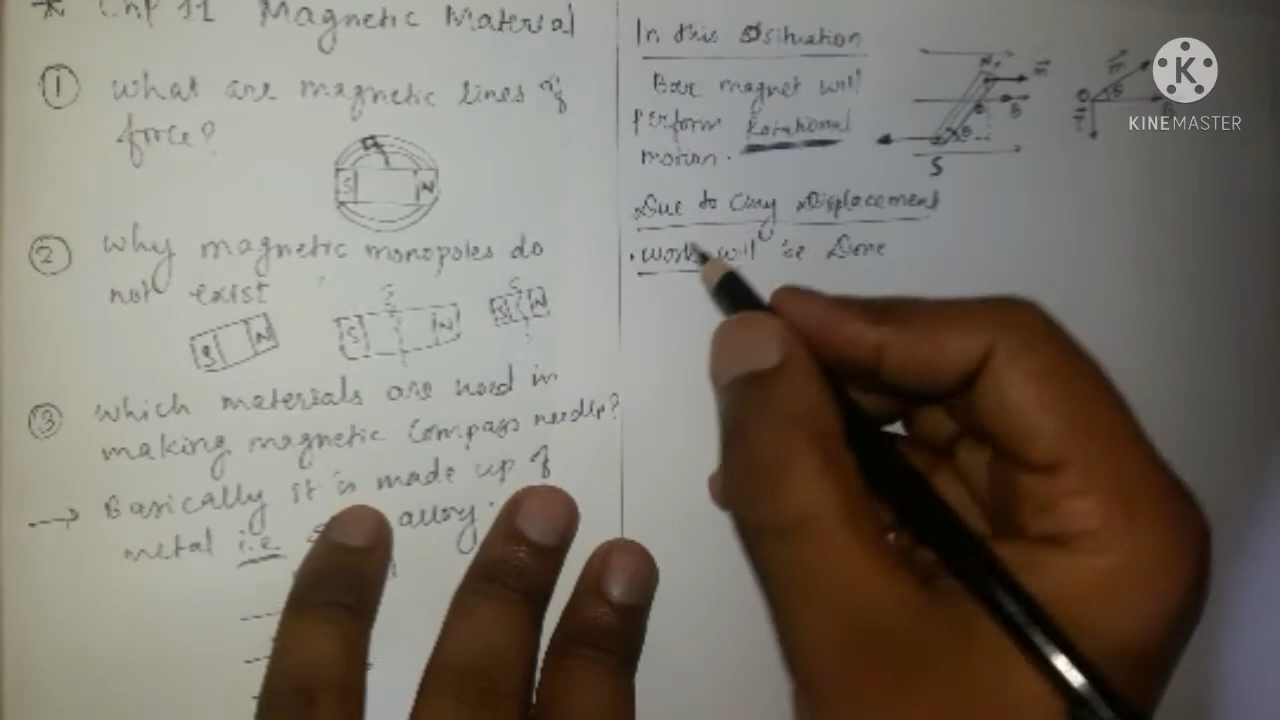 * Chp 11 Magnetic Material
① What are magnetic lines of
force?
S N
② Why magnetic monopoles do
not exist
S N S N S N
③ Which materials are used in
making magnetic Compass needle?
→ Basically it is made up of
metal i.e alloy.
In this situation
Bar magnet will
perform Rotational
motion.
S
θ
Due to any Displacement
. work will be Done
K
KINEMASTER